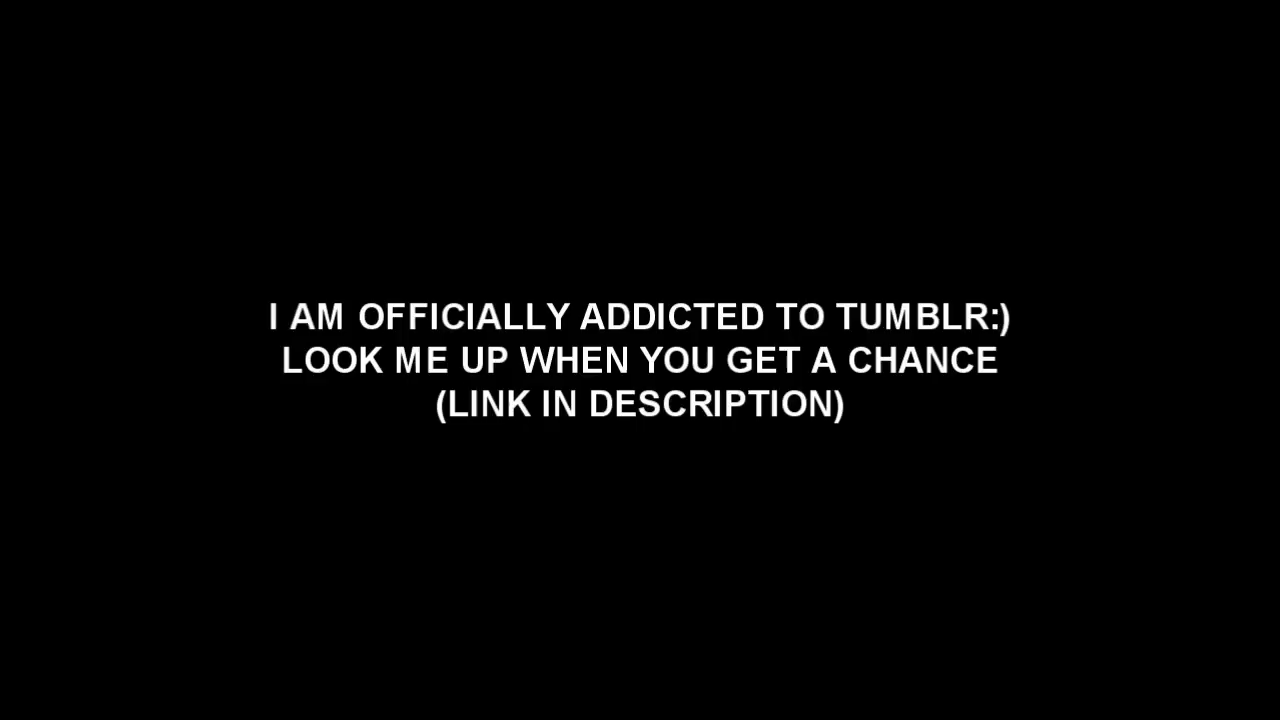 I AM OFFICIALLY ADDICTED TO TUMBLR:)
LOOK ME UP WHEN YOU GET A CHANCE
(LINK IN DESCRIPTION)